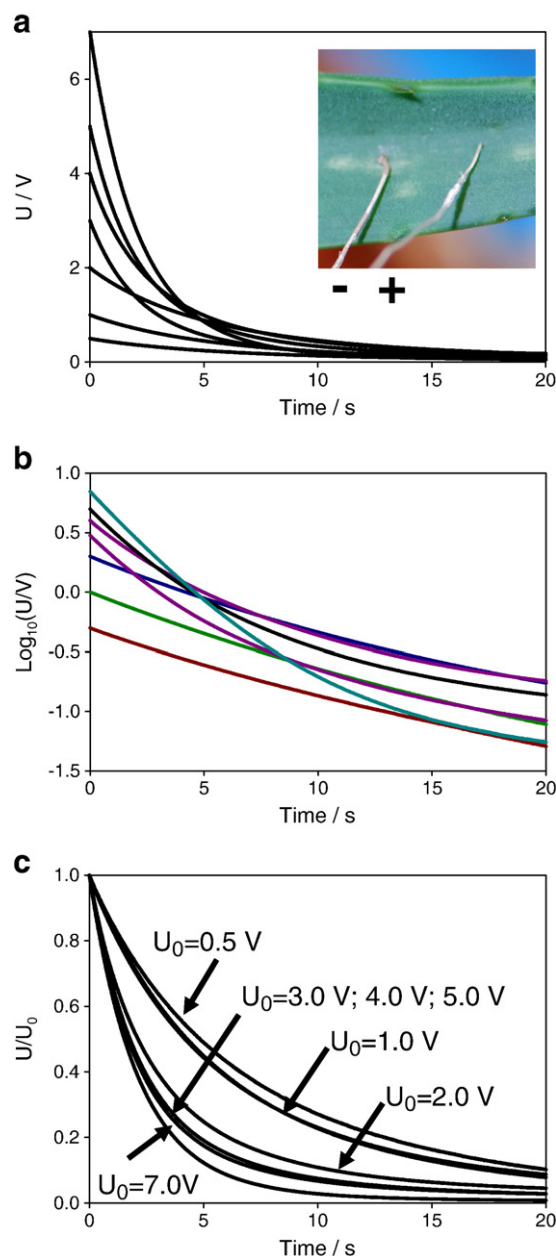 a
6
4
2
0
U / V
- +
0 5 10 15 20
Time / s
b
1.0
0.5
0.0
-0.5
-1.0
-1.5
Log10(U/V)
0 5 10 15 20
Time / s
c
1.0
0.8
0.6
0.4
0.2
0.0
U/U0
U0=0.5 V
U0=3.0 V; 4.0 V; 5.0 V
U0=1.0 V
U0=2.0 V
U0=7.0V
0 5 10 15 20
Time / s